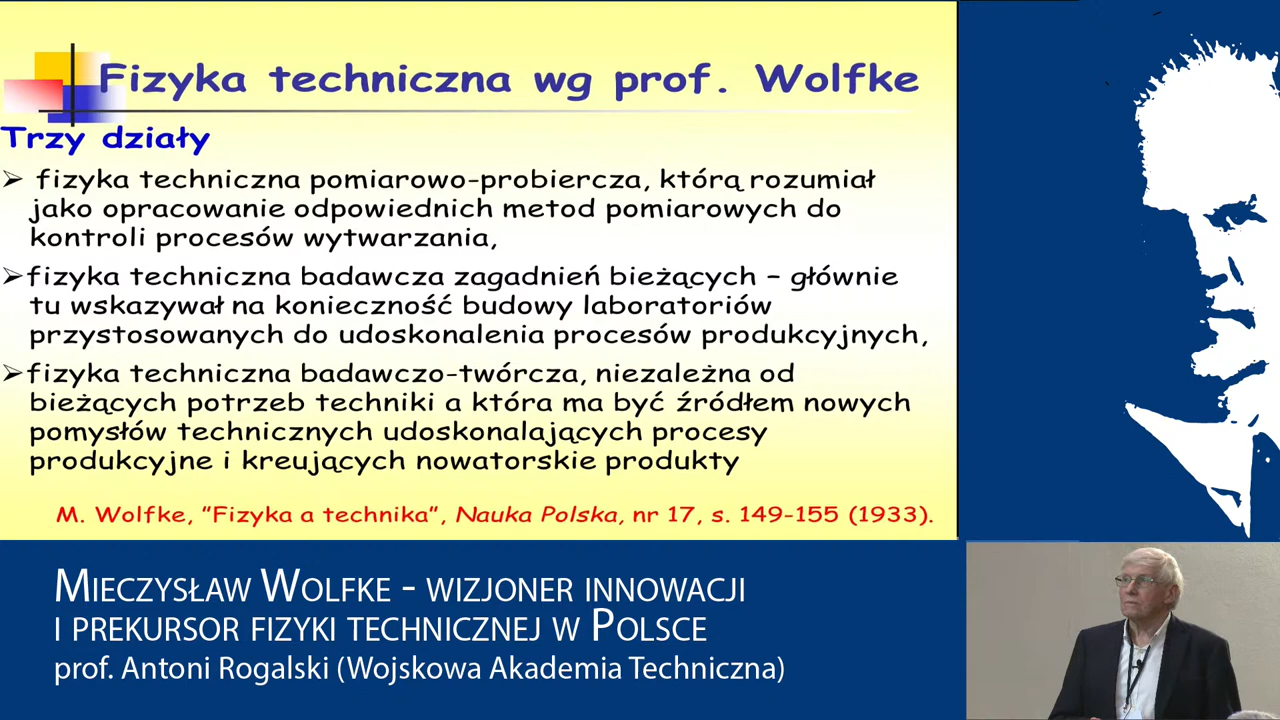 Fizyka techniczna wg prof. Wolfke
Trzy działy
➢ fizyka techniczna pomiarowo-probiercza, którą rozumiał
jako opracowanie odpowiednich metod pomiarowych do
kontroli procesów wytwarzania,
➢ fizyka techniczna badawcza zagadnień bieżących – głównie
tu wskazywał na konieczność budowy laboratoriów
przystosowanych do udoskonalenia procesów produkcyjnych,
➢ fizyka techniczna badawczo-twórcza, niezależna od
bieżących potrzeb techniki a która ma być źródłem nowych
pomysłów technicznych udoskonalających procesy
produkcyjne i kreujących nowatorskie produkty
M. Wolfke, ”Fizyka a technika”, Nauka Polska, nr 17, s. 149-155 (1933).
Mieczysław Wolfke - wizjoner innowacji
i prekursor fizyki technicznej w Polsce
prof. Antoni Rogalski (Wojskowa Akademia Techniczna)